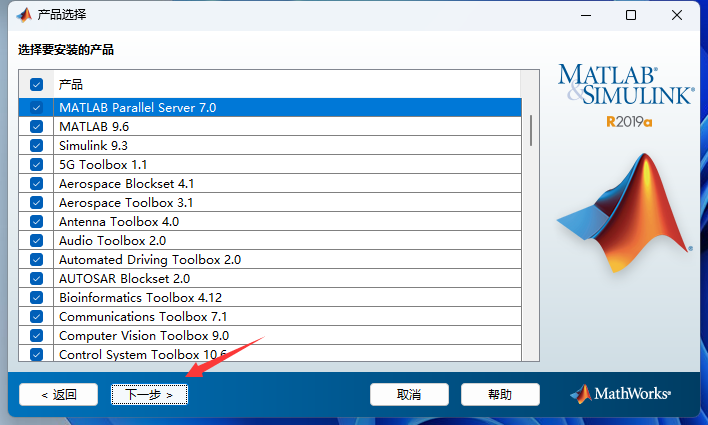 产品选择
选择要安装的产品
产品
MATLAB Parallel Server 7.0
MATLAB 9.6
Simulink 9.3
5G Toolbox 1.1
Aerospace Blockset 4.1
Aerospace Toolbox 3.1
Antenna Toolbox 4.0
Audio Toolbox 2.0
Automated Driving Toolbox 2.0
AUTOSAR Blockset 2.0
Bioinformatics Toolbox 4.12
Communications Toolbox 7.1
Computer Vision Toolbox 9.0
Control System Toolbox 10.6
MATLAB®
&SIMULINK®
R2019a
< 返回
下一步 >
取消
帮助
MathWorks®